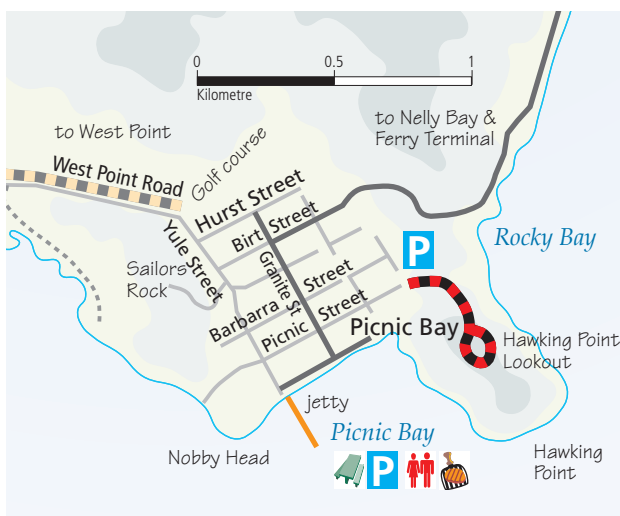 0 0.5 1
Kilometre
to Nelly Bay &
Ferry Terminal
to West Point
West Point Road
Golf course
Hurst Street
Birt Street
Yule Street
Granite St
Rocky Bay
P
Sailors
Rock
Barbarra Street
Picnic Street
Picnic Bay
Hawking Point
Lookout
jetty
Picnic Bay
Nobby Head
P
Hawking
Point